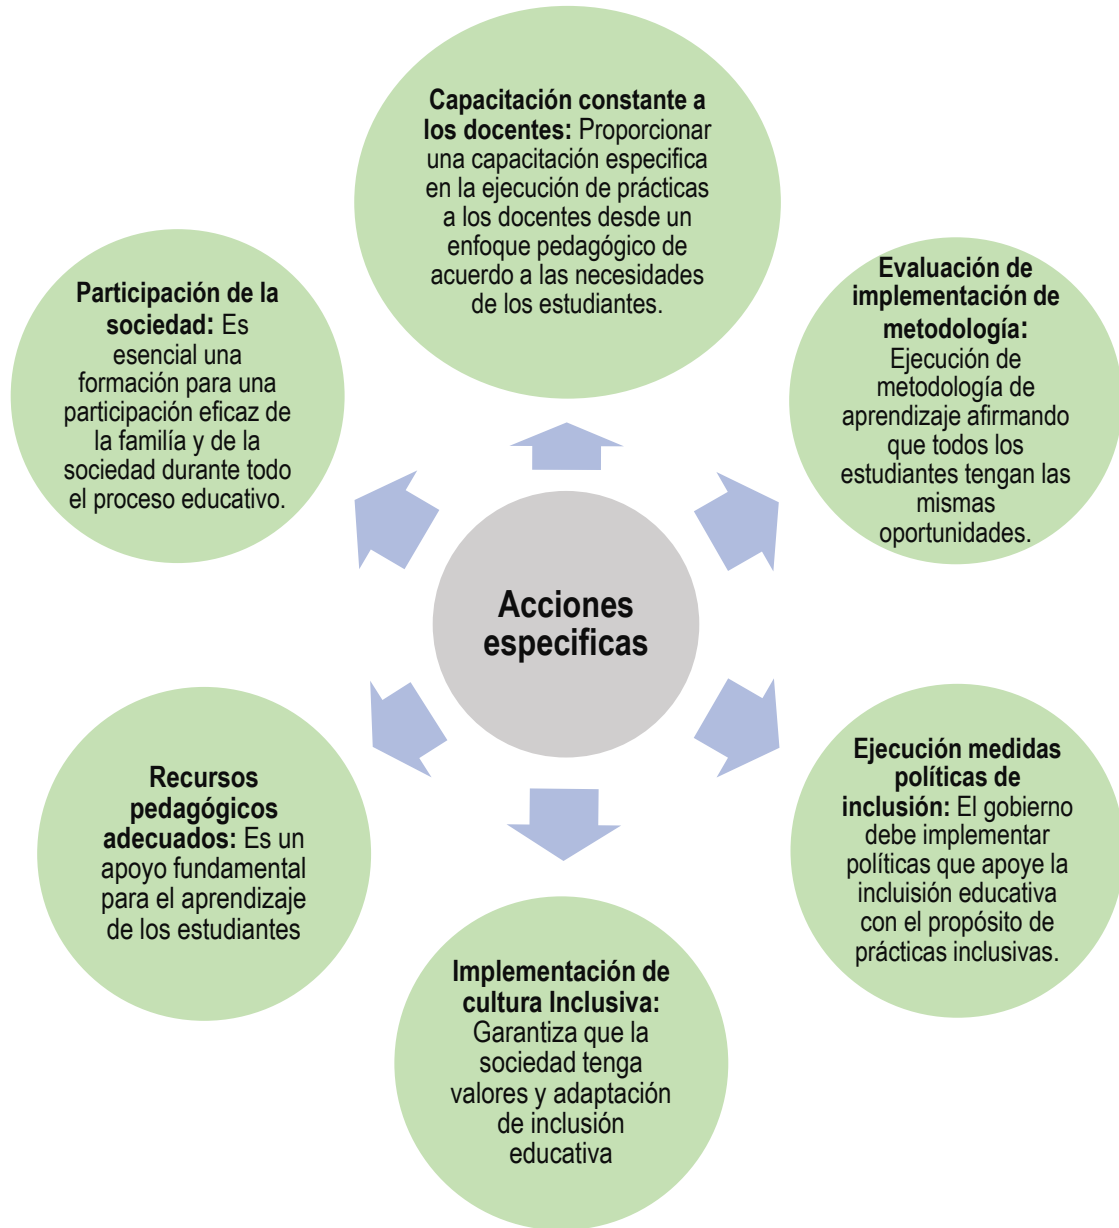 Capacitación constante a
los docentes: Proporcionar
una capacitación especifica
en la ejecución de prácticas
a los docentes desde un
enfoque pedagógico de
acuerdo a las necesidades
de los estudiantes.
Evaluación de
implementación de
metodología:
Ejecución de
metodología de
aprendizaje afirmando
que todos los
estudiantes tengan las
mismas
oportunidades.
Ejecución medidas
políticas de
inclusión: El gobierno
debe implementar
políticas que apoye la
incluisión educativa
con el propósito de
prácticas inclusivas.
Implementación de
cultura Inclusiva:
Garantiza que la
sociedad tenga
valores y adaptación
de inclusión
educativa
Recursos
pedagógicos
adecuados: Es un
apoyo fundamental
para el aprendizaje
de los estudiantes
Participación de la
sociedad: Es
esencial una
formación para una
participación eficaz de
la familía y de la
sociedad durante todo
el proceso educativo.
Acciones
especificas